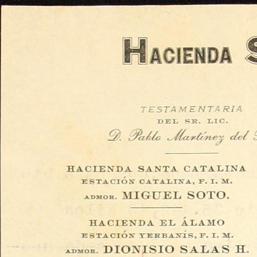 HACIENDA S
TESTAMENTARIA
DEL SR. LIC.
D. Pablo Martínez del
HACIENDA SANTA CATALINA
ESTACIÓN CATALINA, F. I. M.
ADMOR. MIGUEL SOTO.
HACIENDA EL ÁLAMO
ESTACIÓN YERBANÍS, F. I. M.
ADMOR. DIONISIO SALAS H.